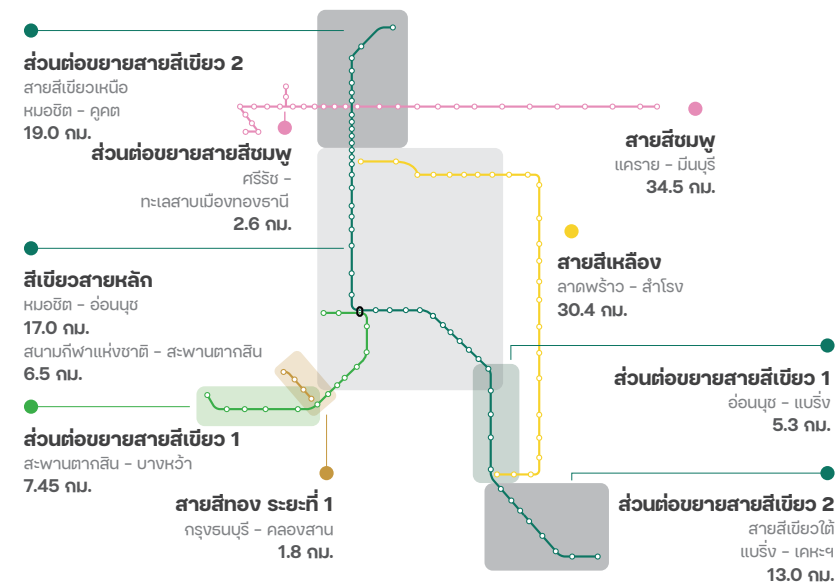 ส่วนต่อขยายสายสีเขียว 2
สายสีเขียวเหนือ
หมอชิต - คูคต
19.0 กม.
ส่วนต่อขยายสายสีชมพู
ศรีรัช -
ทะเลสาบเมืองทองธานี
2.6 กม.
สายสีชมพู
แคราย - มีนบุรี
34.5 กม.
สายสีเหลือง
ลาดพร้าว - สำโรง
30.4 กม.
สีเขียวสายหลัก
หมอชิต - อ่อนนุช
17.0 กม.
สนามกีฬาแห่งชาติ - สะพานตากสิน
6.5 กม.
ส่วนต่อขยายสายสีเขียว 1
อ่อนนุช - แบริ่ง
5.3 กม.
ส่วนต่อขยายสายสีเขียว 1
สะพานตากสิน - บางหว้า
7.45 กม.
สายสีทอง ระยะที่ 1
กรุงธนบุรี - คลองสาน
1.8 กม.
ส่วนต่อขยายสายสีเขียว 2
สายสีเขียวใต้
แบริ่ง - เคหะฯ
13.0 กม.